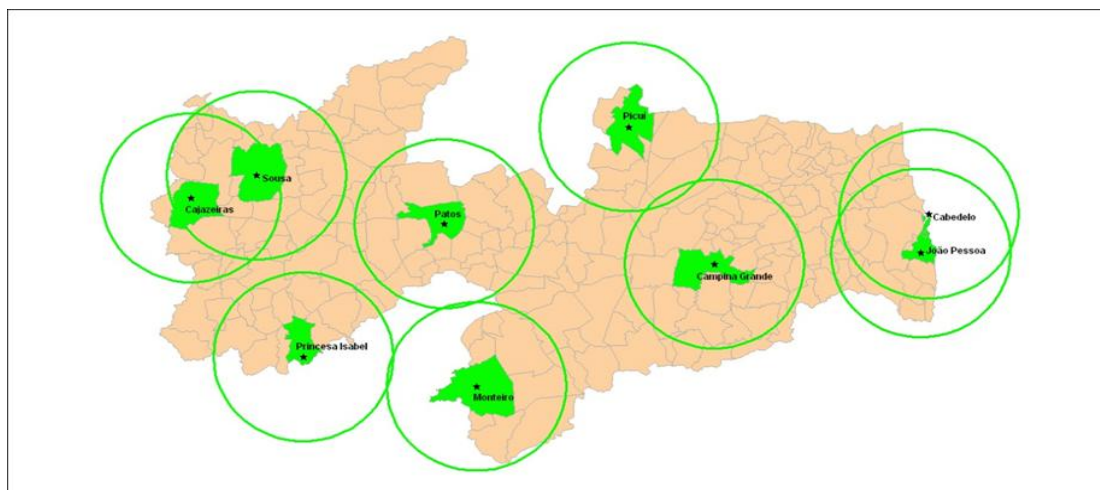 Picuí
Sousa
Cajazeiras
Patos
Cabedelo
João Pessoa
Campina Grande
Princesa Isabel
Monteiro